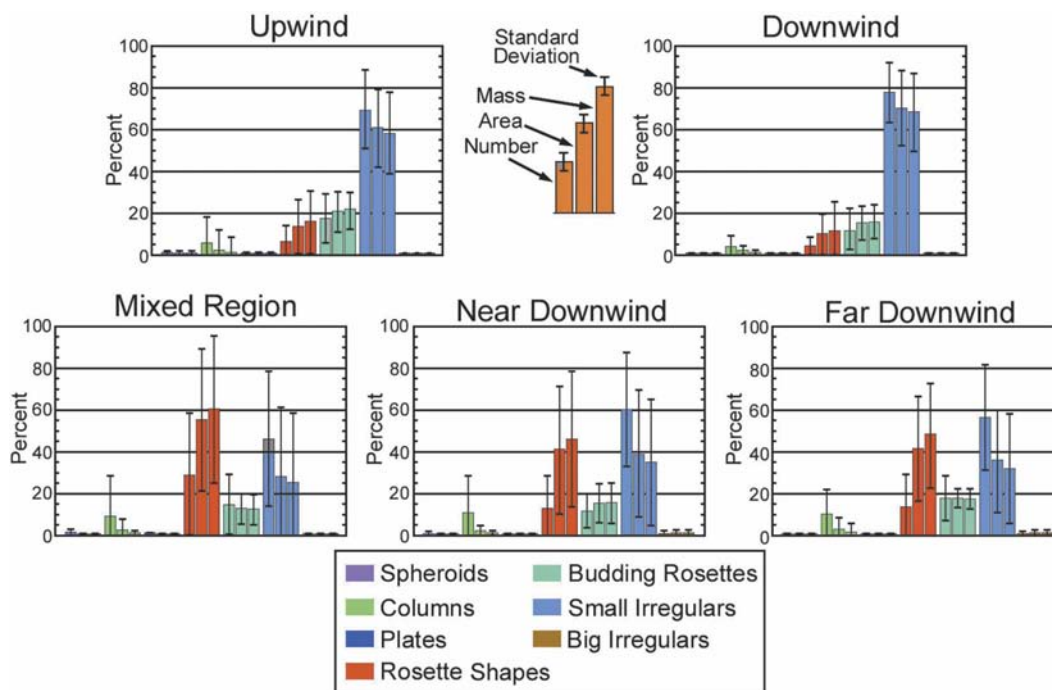 Upwind
Downwind
Standard
Deviation
Mass
Area
Number
Percent
100
80
60
40
20
0
Percent
100
80
60
40
20
0
Mixed Region
Near Downwind
Far Downwind
Percent
100
80
60
40
20
0
Percent
100
80
60
40
20
0
Percent
100
80
60
40
20
0
Spheroids
Budding Rosettes
Columns
Small Irregulars
Plates
Big Irregulars
Rosette Shapes